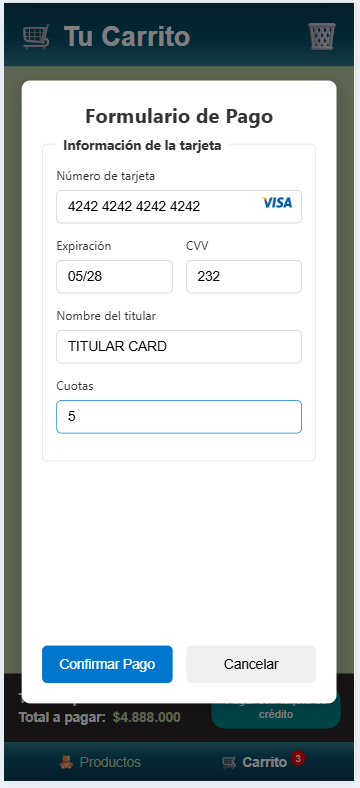 Tu Carrito
Formulario de Pago
Información de la tarjeta
Número de tarjeta
4242 4242 4242 4242 VISA
Expiración CVV
05/28 232
Nombre del titular
TITULAR CARD
Cuotas
5
Confirmar Pago Cancelar
Total a pagar: $4.888.000
crédito
Productos Carrito 3